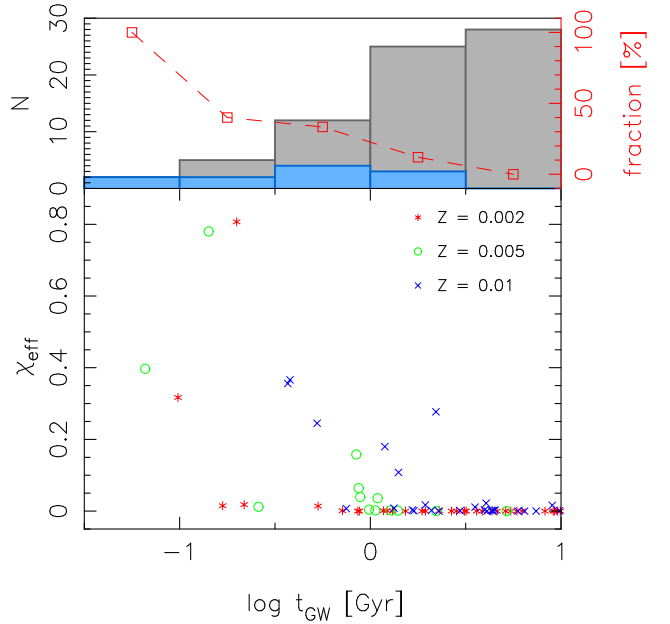 30
20
10
0
N
100
50
0
fraction [%]
Z = 0.002
Z = 0.005
Z = 0.01
0.8
0.6
0.4
0.2
0
χeff
−1
0
1
log tGW [Gyr]